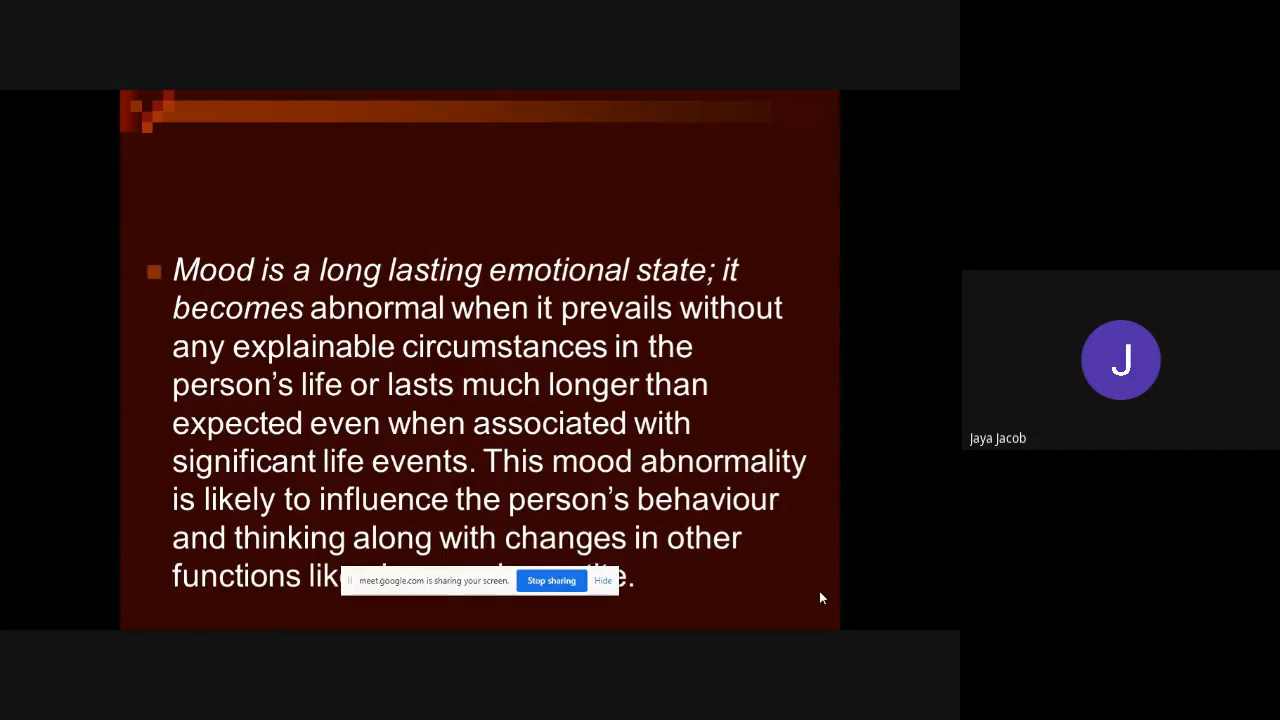 Mood is a long lasting emotional state; it
becomes abnormal when it prevails without
any explainable circumstances in the
person's life or lasts much longer than
expected even when associated with
significant life events. This mood abnormality
is likely to influence the person's behaviour
and thinking along with changes in other
functions
meet.google.com is sharing your screen. Stop sharing Hide
J
Jaya Jacob